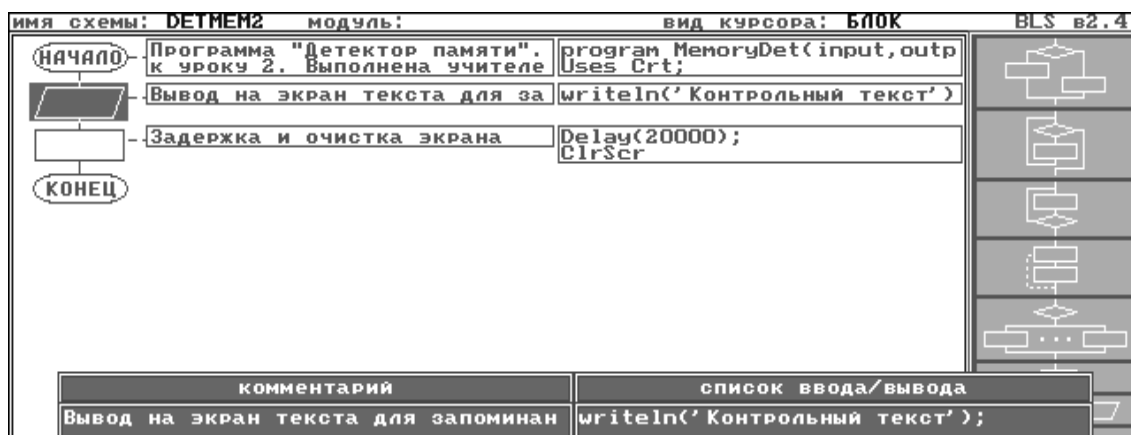 имя схемы: DETMEM2 модуль: вид курсора: БЛОК BLS в2.4
НАЧАЛО
Программа "Детектор памяти".
к уроку 2. Выполнена учителе
program MemoryDet(input,outp
Uses Crt;
Вывод на экран текста для за
writeln('Контрольный текст')
Задержка и очистка экрана
Delay(20000);
ClrScr
КОНЕЦ
комментарий
список ввода/вывода
Вывод на экран текста для запоминан
writeln('Контрольный текст');